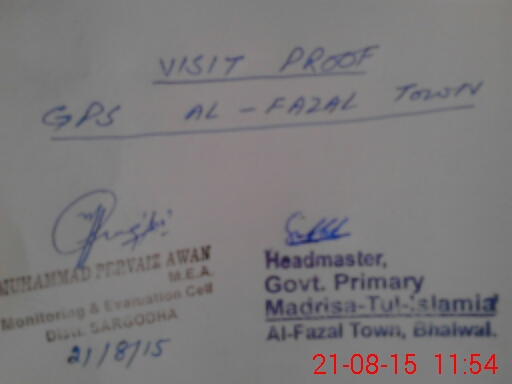 VISIT PROOF
GPS AL-FAZAL TOWN
MUHAMMAD PERVAIZ AWAN
M.E.A.
Monitoring & Evaluation Cell
Distt. SARGODHA
21/8/15
Headmaster,
Govt. Primary
Madrisa-Tul-Islamia
Al-Fazal Town, Bhalwal.
21-08-15 11:54